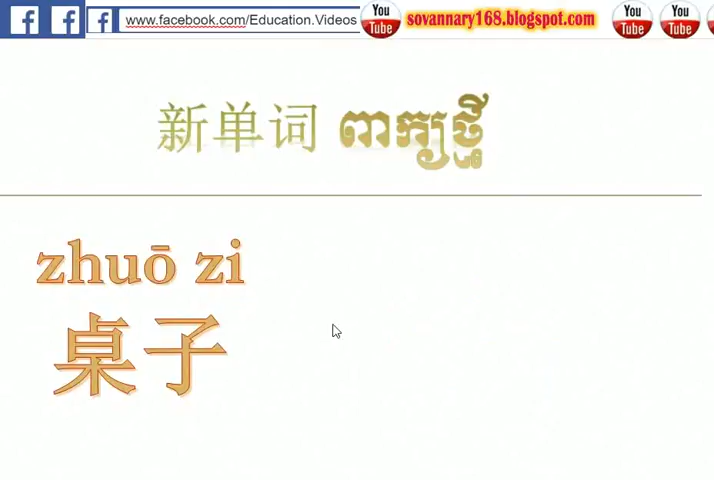 www.facebook.com/Education.Videos
You Tube
sovannary168.blogspot.com
You Tube
You Tube
新单词 ពាក្យថ្មី
zhuō zi
桌子